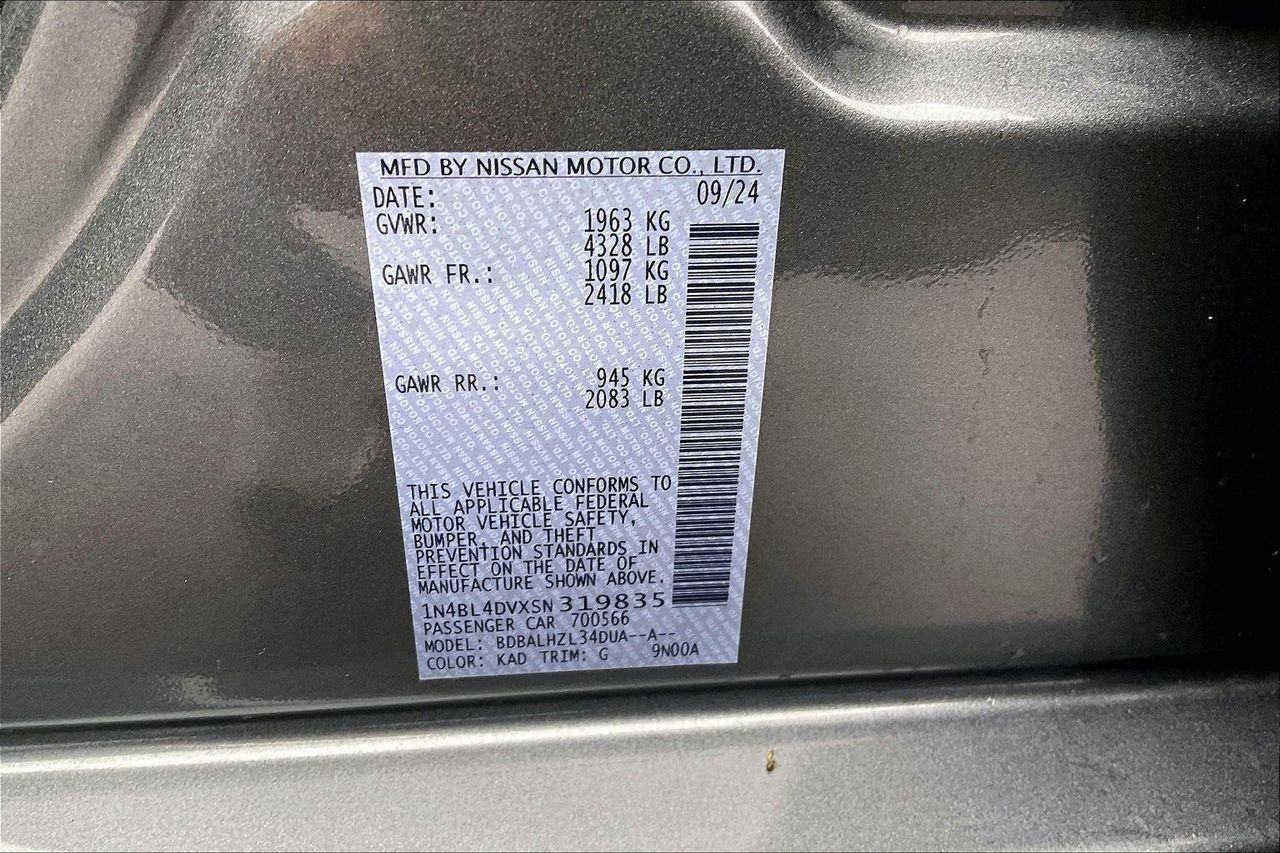 MFD BY NISSAN MOTOR CO., LTD.
DATE: 09/24
GVWR: 1963 KG
4328 LB
GAWR FR.: 1097 KG
2418 LB
GAWR RR.: 945 KG
2083 LB
THIS VEHICLE CONFORMS TO
ALL APPLICABLE FEDERAL
MOTOR VEHICLE SAFETY,
BUMPER, AND THEFT
PREVENTION STANDARDS IN
EFFECT ON THE DATE OF
MANUFACTURE SHOWN ABOVE.
1N4BL4DVXSN319835
PASSENGER CAR 700566
MODEL: BDBALHZL34DUA--A--
COLOR: KAD TRIM: G 9N00A